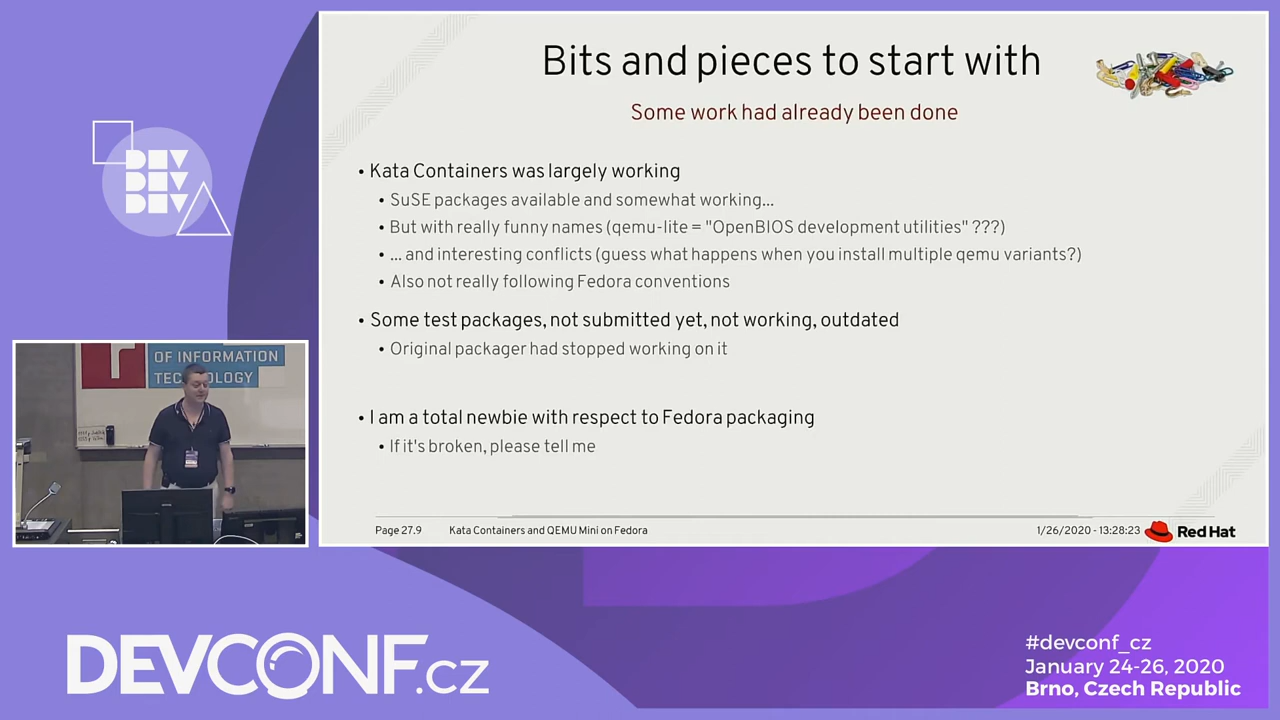 Bits and pieces to start with
Some work had already been done
• Kata Containers was largely working
• SuSE packages available and somewhat working...
• But with really funny names (qemu-lite = "OpenBIOS development utilities" ???)
• ... and interesting conflicts (guess what happens when you install multiple qemu variants?)
• Also not really following Fedora conventions
• Some test packages, not submitted yet, not working, outdated
• Original packager had stopped working on it
• I am a total newbie with respect to Fedora packaging
• If it's broken, please tell me
Page 27.9 Kata Containers and QEMU Mini on Fedora 1/26/2020 - 13:28:23 Red Hat
DEV
DEV
DEV
OF INFORMATION
TECHNOLOGY
DEVCONF.cz
#devconf_cz
January 24-26, 2020
Brno, Czech Republic